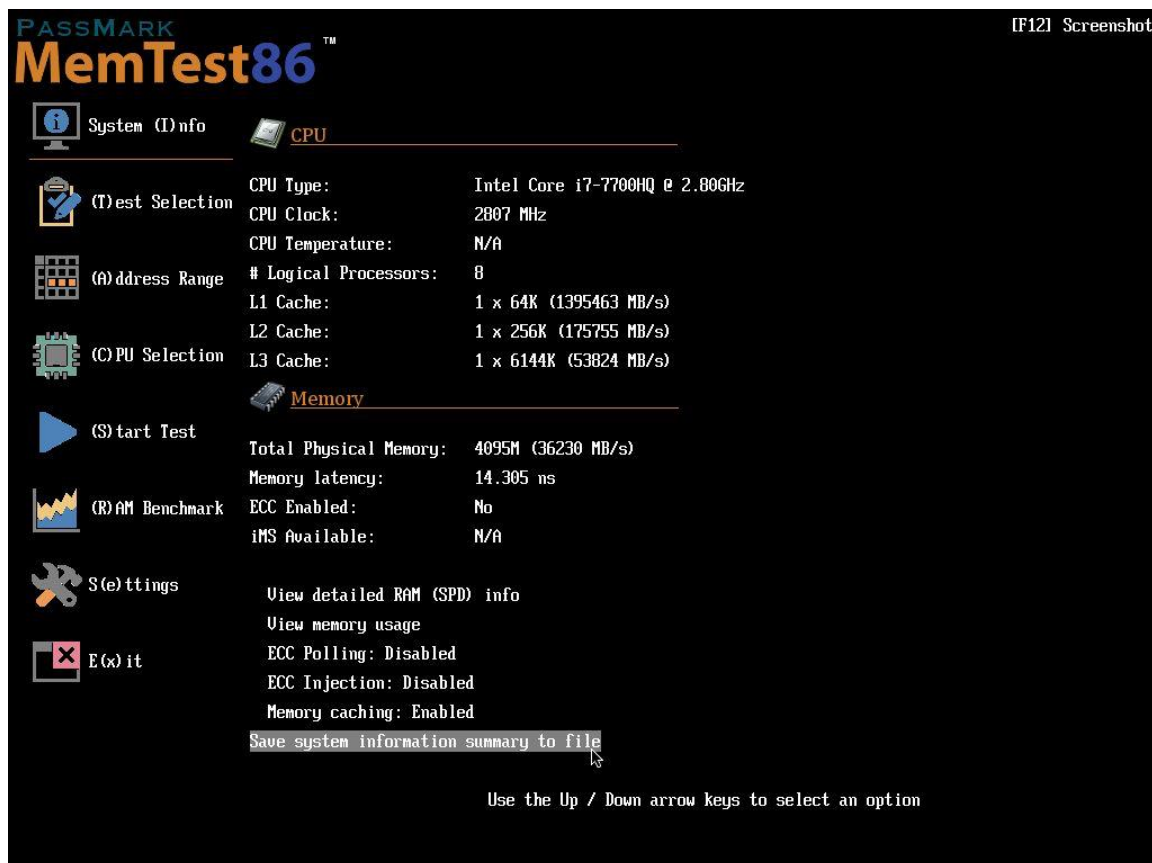 PASSMARK
MemTest86 ™
[F12] Screenshot
System (I)nfo
(T)est Selection
(A)ddress Range
(C)PU Selection
(S)tart Test
(R)AM Benchmark
S(e)ttings
E(x)it
CPU
CPU Type: Intel Core i7-7700HQ @ 2.80GHz
CPU Clock: 2807 MHz
CPU Temperature: N/A
# Logical Processors: 8
L1 Cache: 1 x 64K (1395463 MB/s)
L2 Cache: 1 x 256K (175755 MB/s)
L3 Cache: 1 x 6144K (53824 MB/s)
Memory
Total Physical Memory: 4095M (36230 MB/s)
Memory latency: 14.305 ns
ECC Enabled: No
iMS Available: N/A
View detailed RAM (SPD) info
View memory usage
ECC Polling: Disabled
ECC Injection: Disabled
Memory caching: Enabled
Save system information summary to file
Use the Up / Down arrow keys to select an option